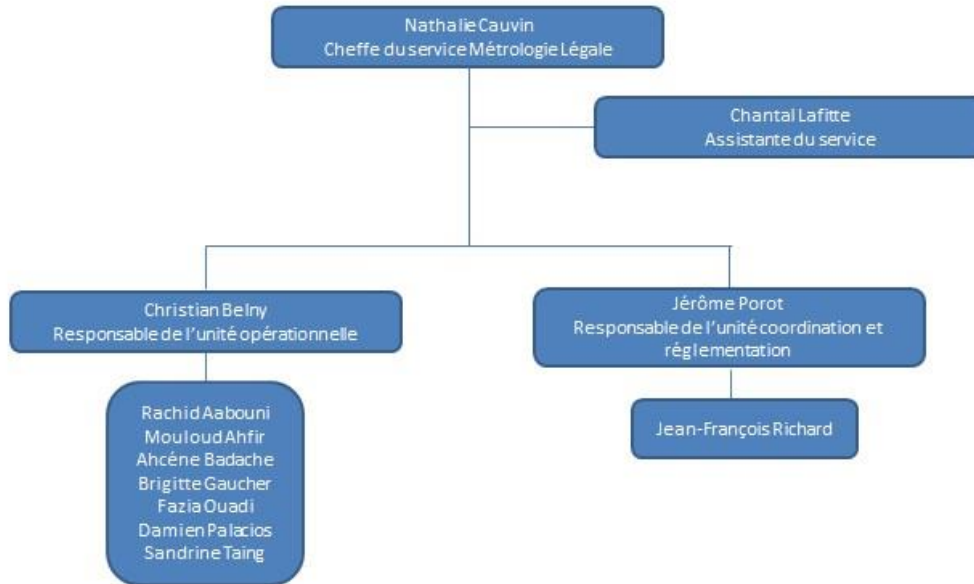 Nathalie Cauvin
Cheffe du service Métrologie Légale
Chantal Lafitte
Assistante du service
Christian Belny
Responsable de l'unité opérationnelle
Jérôme Porot
Responsable de l'unité coordination et
réglementation
Rachid Aabouni
Mouloud Ahfir
Ahcéne Badache
Brigitte Gaucher
Fazia Ouadi
Damien Palacios
Sandrine Taing
Jean-François Richard